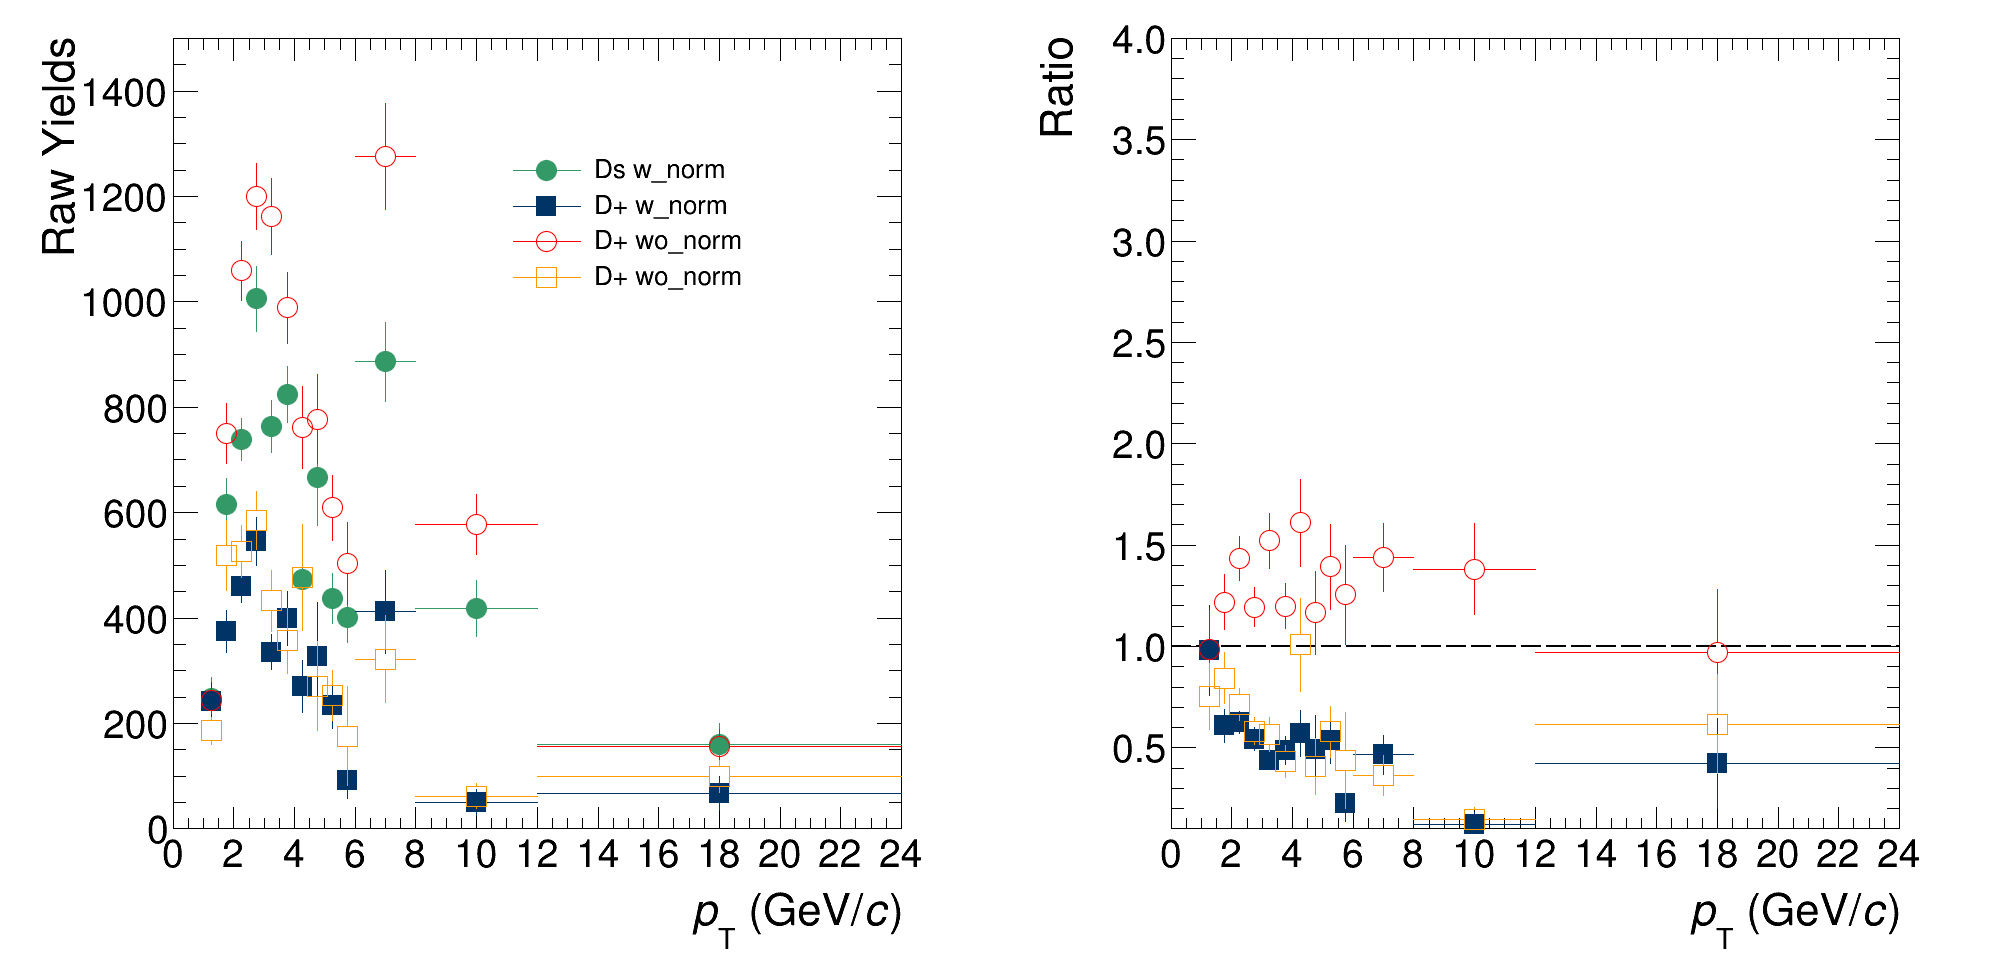 Raw Yields
1400
1200
1000
800
600
400
200
0
0 2 4 6 8 10 12 14 16 18 20 22 24
pT (GeV/c)
Ds w_norm
D+ w_norm
D+ wo_norm
D+ wo_norm
Ratio
4.0
3.5
3.0
2.5
2.0
1.5
1.0
0.5
0 2 4 6 8 10 12 14 16 18 20 22 24
pT (GeV/c)